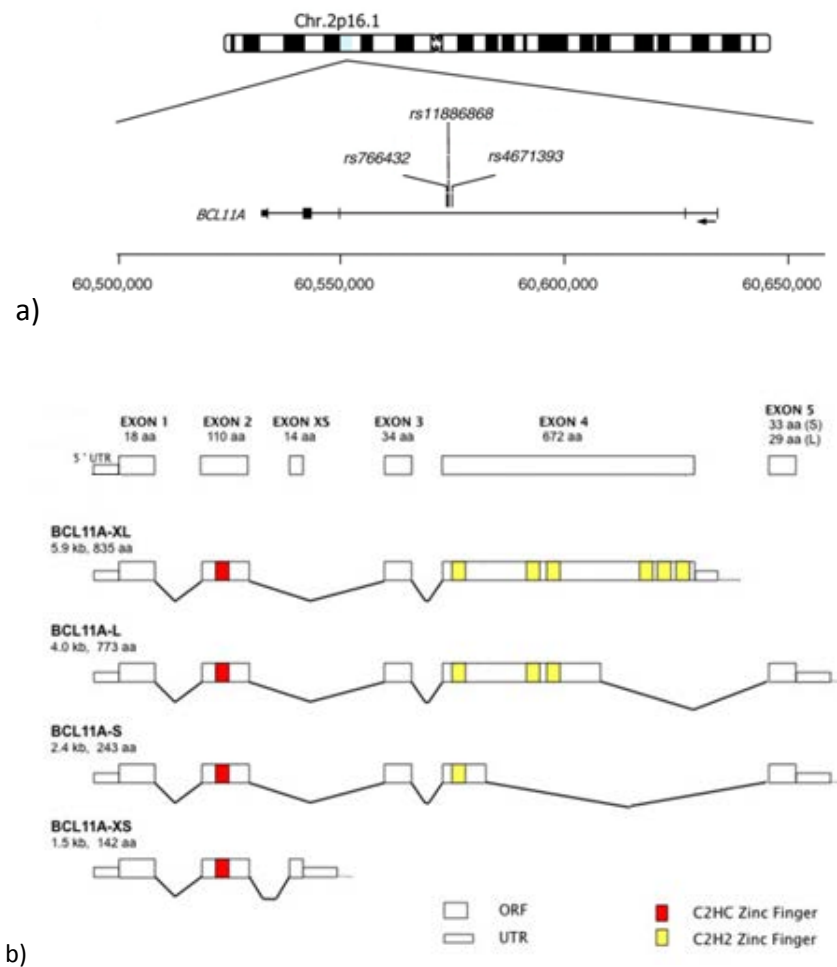 Chr.2p16.1
rs11886868
rs766432 rs4671393
BCL11A
60,500,000 60,550,000 60,600,000 60,650,000
a)
EXON 1 EXON 2 EXON XS EXON 3 EXON 4 EXON 5
18 aa 110 aa 14 aa 34 aa 672 aa 33 aa (S)
29 aa (L)
5 ' UTR
BCL11A-XL
5.9 kb, 835 aa
BCL11A-L
4.0 kb, 773 aa
BCL11A-S
2.4 kb, 243 aa
BCL11A-XS
1.5 kb, 142 aa
ORF C2HC Zinc Finger
UTR C2H2 Zinc Finger
b)